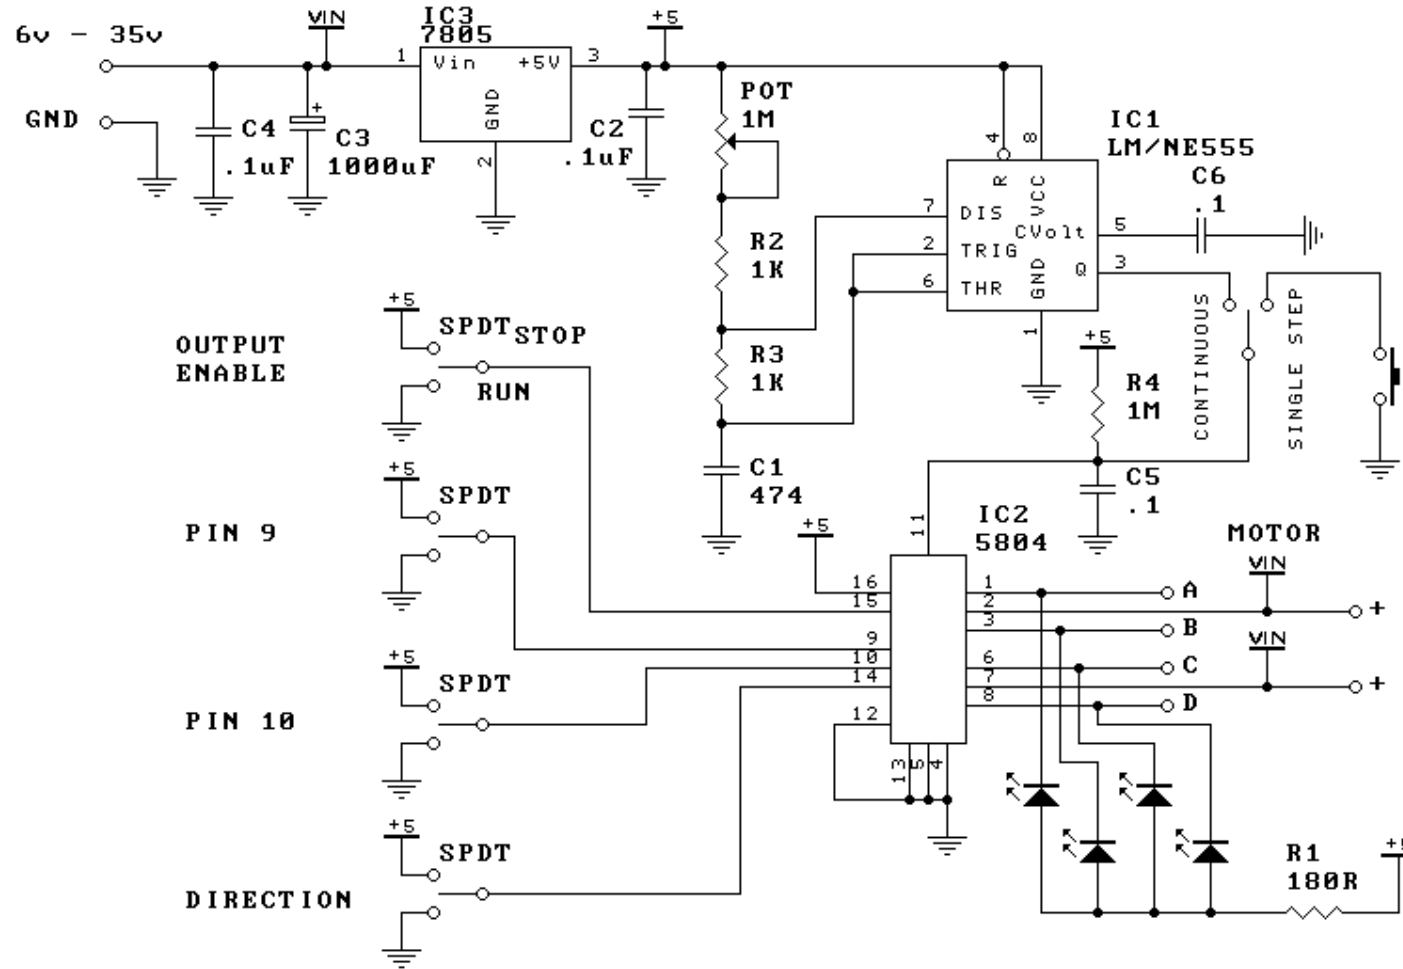 6v - 35v
VIN
IC3
7805
+5
1
Vin
+5V
3
GND
2
GND
C4
.1uF
+
C3
1000uF
C2
.1uF
POT
1M
IC1
LM/NE555
4
8
R
VCC
C6
.1
7
DIS
CVolt
5
2
TRIG
6
THR
GND
Q
3
1
R2
1K
R3
1K
C1
474
+5
R4
1M
C5
.1
CONTINUOUS
SINGLE STEP
OUTPUT
ENABLE
+5
SPDT
STOP
RUN
PIN 9
+5
SPDT
PIN 10
+5
SPDT
DIRECTION
+5
SPDT
+5
11
IC2
5804
16
15
9
10
14
12
13
5
4
1
2
3
6
7
8
MOTOR
VIN
A
+
B
VIN
C
+
D
R1
180R
+5